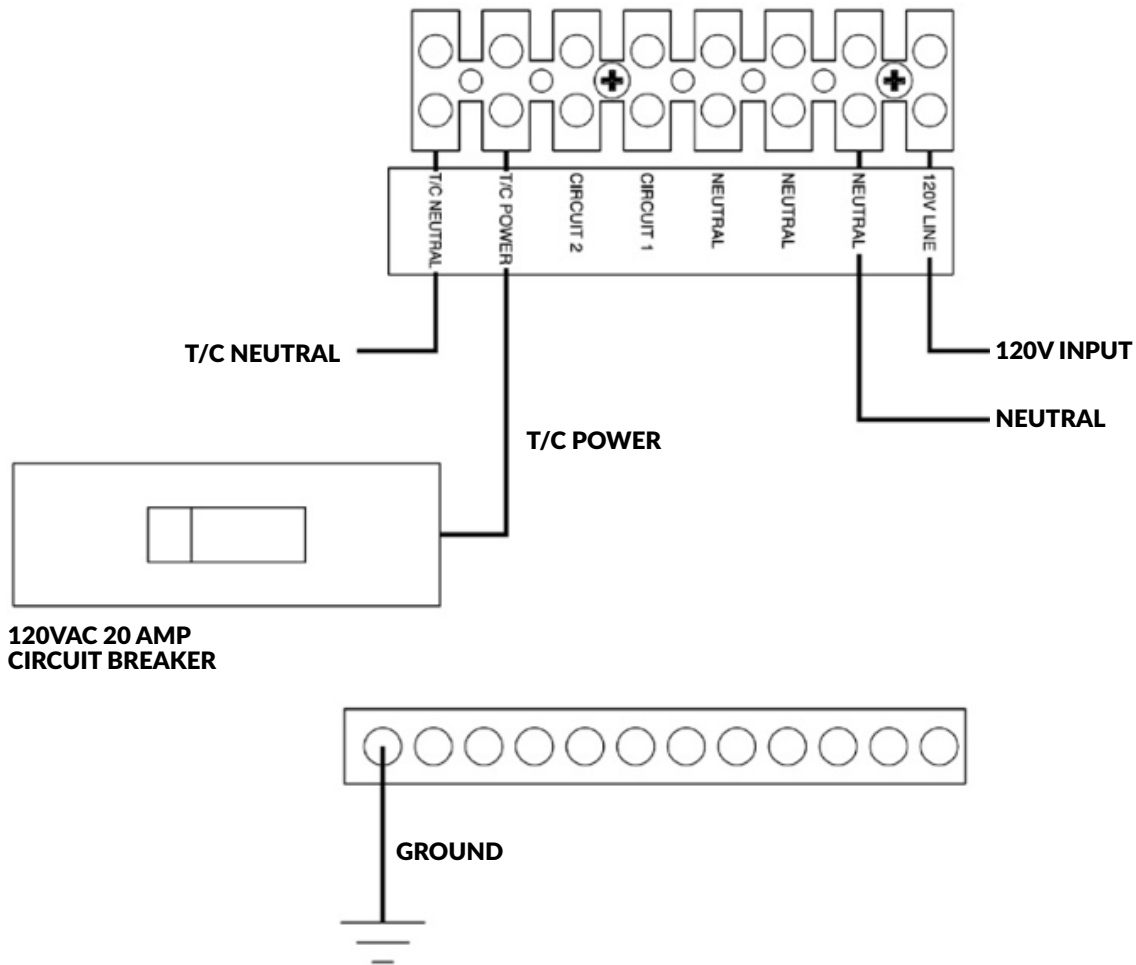 T/C NEUTRAL
T/C POWER
CIRCUIT 2
CIRCUIT 1
NEUTRAL
NEUTRAL
NEUTRAL
120V LINE
T/C NEUTRAL
120V INPUT
NEUTRAL
T/C POWER
120VAC 20 AMP
CIRCUIT BREAKER
GROUND